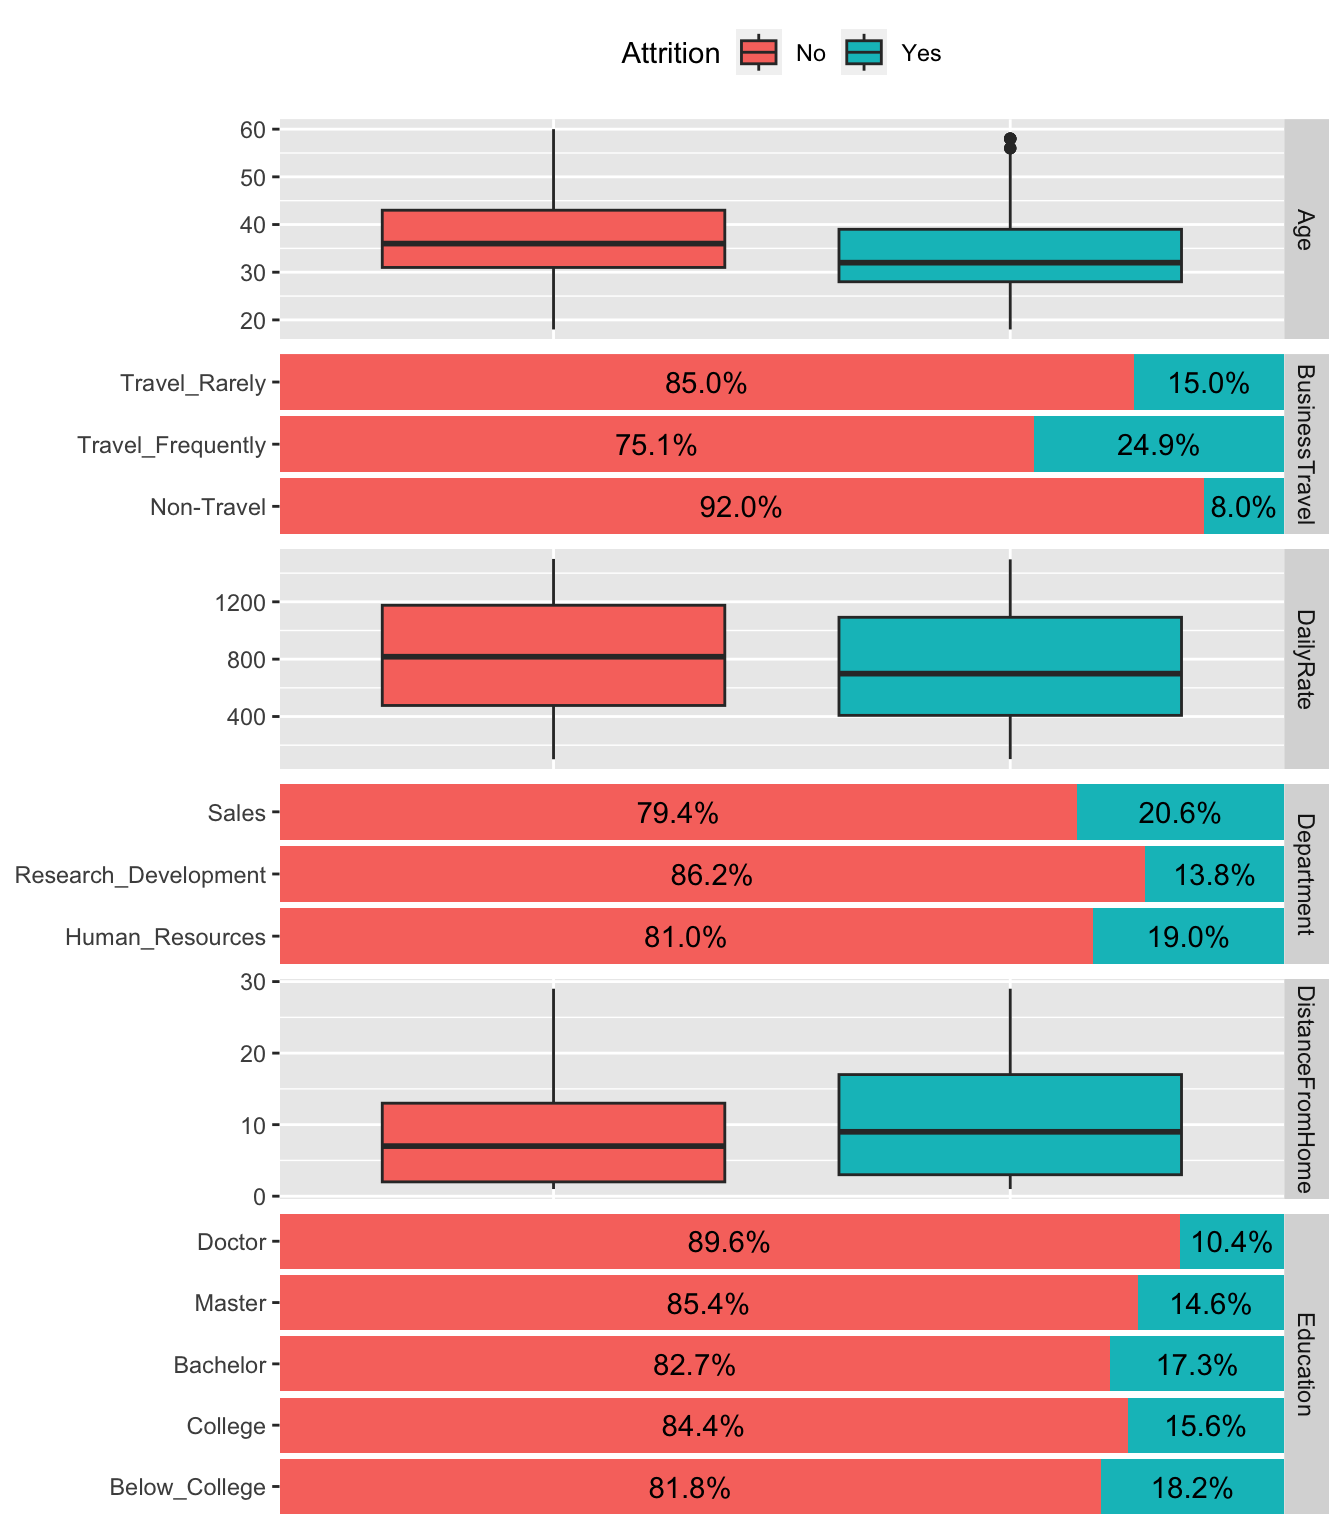 Attrition No Yes
60
50
40
30
20
Age
Travel_Rarely 85.0% 15.0%
Travel_Frequently 75.1% 24.9%
Non-Travel 92.0% 8.0%
BusinessTravel
1200
800
400
DailyRate
Sales 79.4% 20.6%
Research_Development 86.2% 13.8%
Human_Resources 81.0% 19.0%
Department
30
20
10
0
DistanceFromHome
Doctor 89.6% 10.4%
Master 85.4% 14.6%
Bachelor 82.7% 17.3%
College 84.4% 15.6%
Below_College 81.8% 18.2%
Education